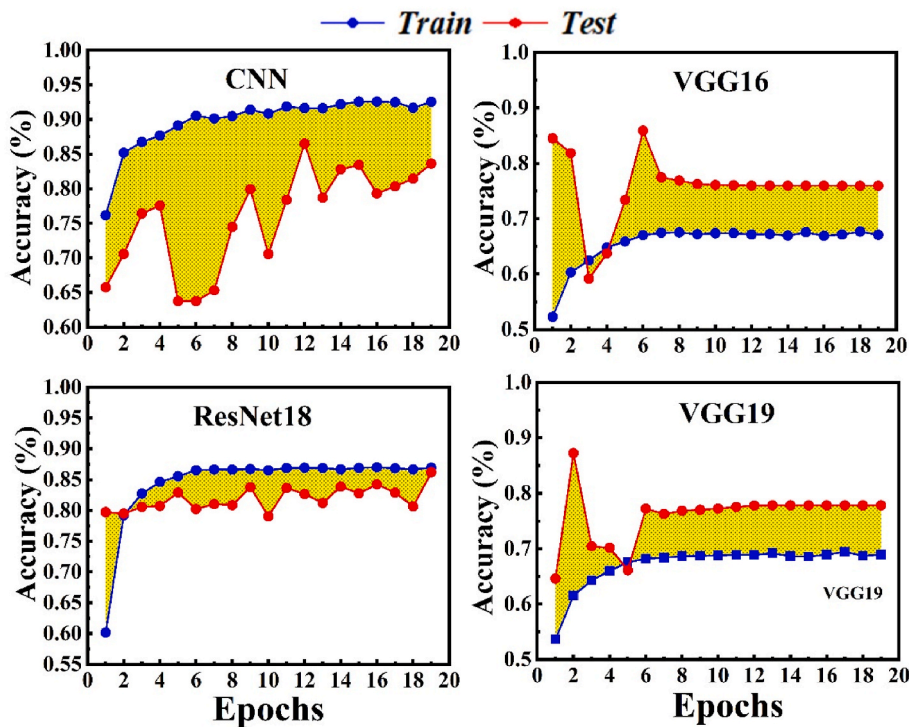 Train Test
CNN
Accuracy (%)
1.00
0.95
0.90
0.85
0.80
0.75
0.70
0.65
0.60
0 2 4 6 8 10 12 14 16 18 20
VGG16
Accuracy (%)
1.0
0.9
0.8
0.7
0.6
0.5
0 2 4 6 8 10 12 14 16 18 20
ResNet18
Accuracy (%)
1.00
0.95
0.90
0.85
0.80
0.75
0.70
0.65
0.60
0.55
0 2 4 6 8 10 12 14 16 18 20
Epochs
VGG19
Accuracy (%)
1.0
0.9
0.8
0.7
0.6
0.5
VGG19
0 2 4 6 8 10 12 14 16 18 20
Epochs